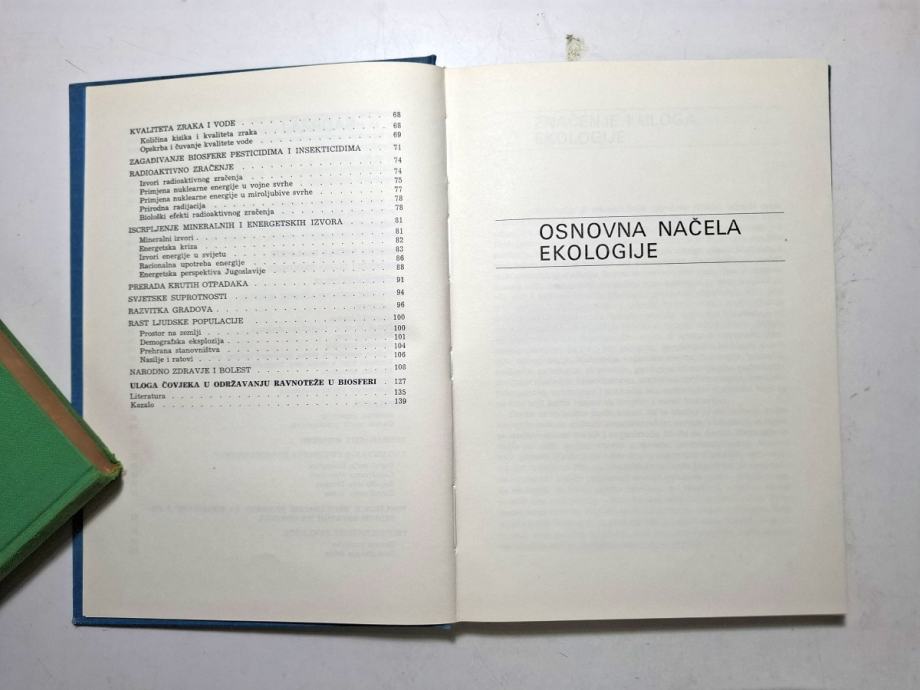 KVALITETA ZRAKA I VODE . . . 68
Količina kisika i kvaliteta zraka . . . 68
Opskrba i čuvanje kvalitete vode . . . 69
ZAGAĐIVANJE BIOSFERE PESTICIDIMA I INSEKTICIDIMA . . . 71
RADIOAKTIVNO ZRAČENJE . . . 74
Izvori radioaktivnog zračenja . . . 74
Primjena nuklearne energije u vojne svrhe . . . 75
Primjena nuklearne energije u miroljubive svrhe . . . 77
Prirodna radijacija . . . 78
Biološki efekti radioaktivnog zračenja . . . 78
ISCRPLJENJE MINERALNIH I ENERGETSKIH IZVORA . . . 81
Mineralni izvori . . . 81
Energetska kriza . . . 82
Izvori energije u svijetu . . . 83
Racionalna upotreba energije . . . 86
Energetska perspektiva Jugoslavije . . . 88
PRERADA KRUTIH OTPADAKA . . . 91
SVJETSKE SUPROTNOSTI . . . 94
RAZVITKA GRADOVA . . . 96
RAST LJUDSKE POPULACIJE . . . 100
Prostor na zemlji . . . 100
Demografska eksplozija . . . 101
Prehrana stanovništva . . . 104
Nasilje i ratovi . . . 106
NARODNO ZDRAVJE I BOLEST . . . 108
ULOGA ČOVJEKA U ODRŽAVANJU RAVNOTEŽE U BIOSFERI . 127
Literatura . . . 135
Kazalo . . . 139
OSNOVNA NAČELA
EKOLOGIJE